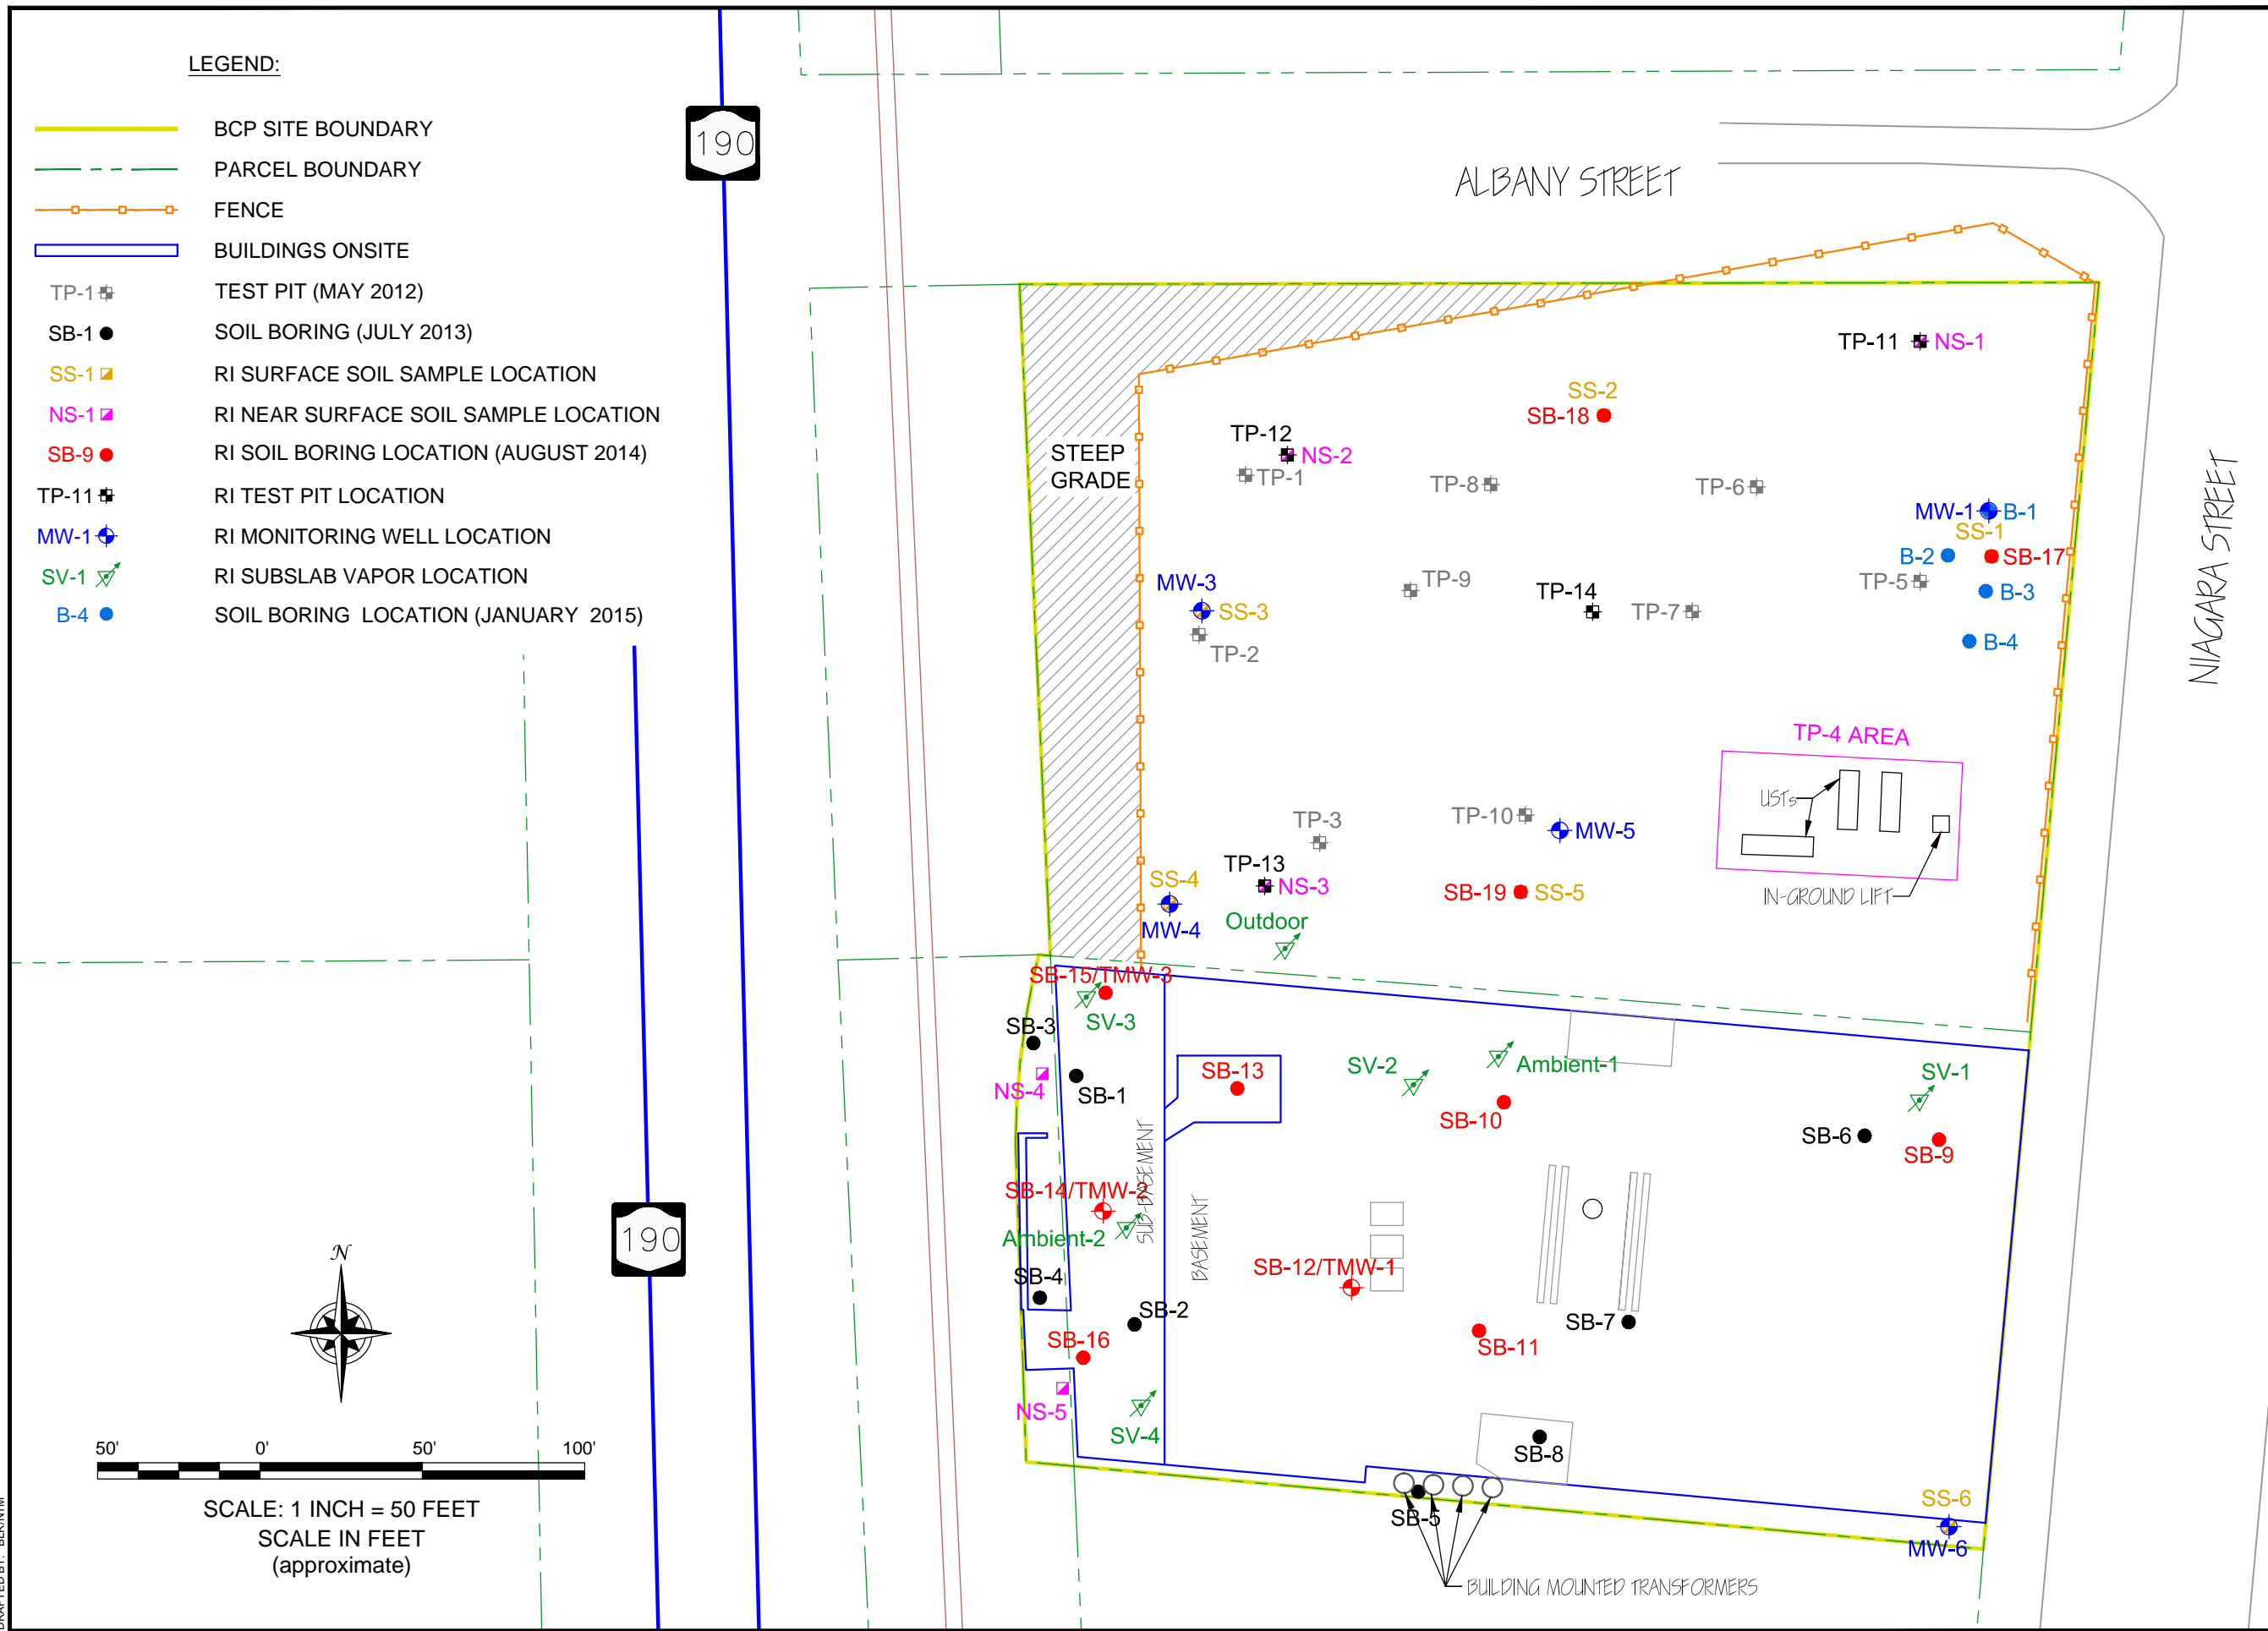 LEGEND:
BCP SITE BOUNDARY
PARCEL BOUNDARY
FENCE
BUILDINGS ONSITE
TP-1 TEST PIT (MAY 2012)
SB-1 SOIL BORING (JULY 2013)
SS-1 RI SURFACE SOIL SAMPLE LOCATION
NS-1 RI NEAR SURFACE SOIL SAMPLE LOCATION
SB-9 RI SOIL BORING LOCATION (AUGUST 2014)
TP-11 RI TEST PIT LOCATION
MW-1 RI MONITORING WELL LOCATION
SV-1 RI SUBSLAB VAPOR LOCATION
B-4 SOIL BORING LOCATION (JANUARY 2015)
190
ALBANY STREET
NIAGARA STREET
TP-11 NS-1
SS-2
SB-18
TP-12
NS-2
TP-1
STEEP
GRADE
TP-8
TP-6
MW-1 B-1
SS-1
B-2
SB-17
TP-5
B-3
B-4
TP-9
TP-14
TP-7
MW-3
SS-3
TP-2
TP-4 AREA
USTs
IN-GROUND LIFT
TP-3
TP-10
MW-5
TP-13
NS-3
SS-4
MW-4
SB-19 SS-5
Outdoor
SB-15/TMW-3
SV-3
SB-3
NS-4
SB-1
SB-13
SV-2
Ambient-1
SB-10
SV-1
SB-6
SB-9
SUB-BASEMENT
BASEMENT
SB-14/TMW-2
Ambient-2
SB-4
SB-2
SB-16
NS-5
SV-4
SB-12/TMW-1
SB-11
SB-7
SB-8
SB-5
BUILDING MOUNTED TRANSFORMERS
SS-6
MW-6
190
N
50' 0' 50' 100'
SCALE: 1 INCH = 50 FEET
SCALE IN FEET
(approximate)